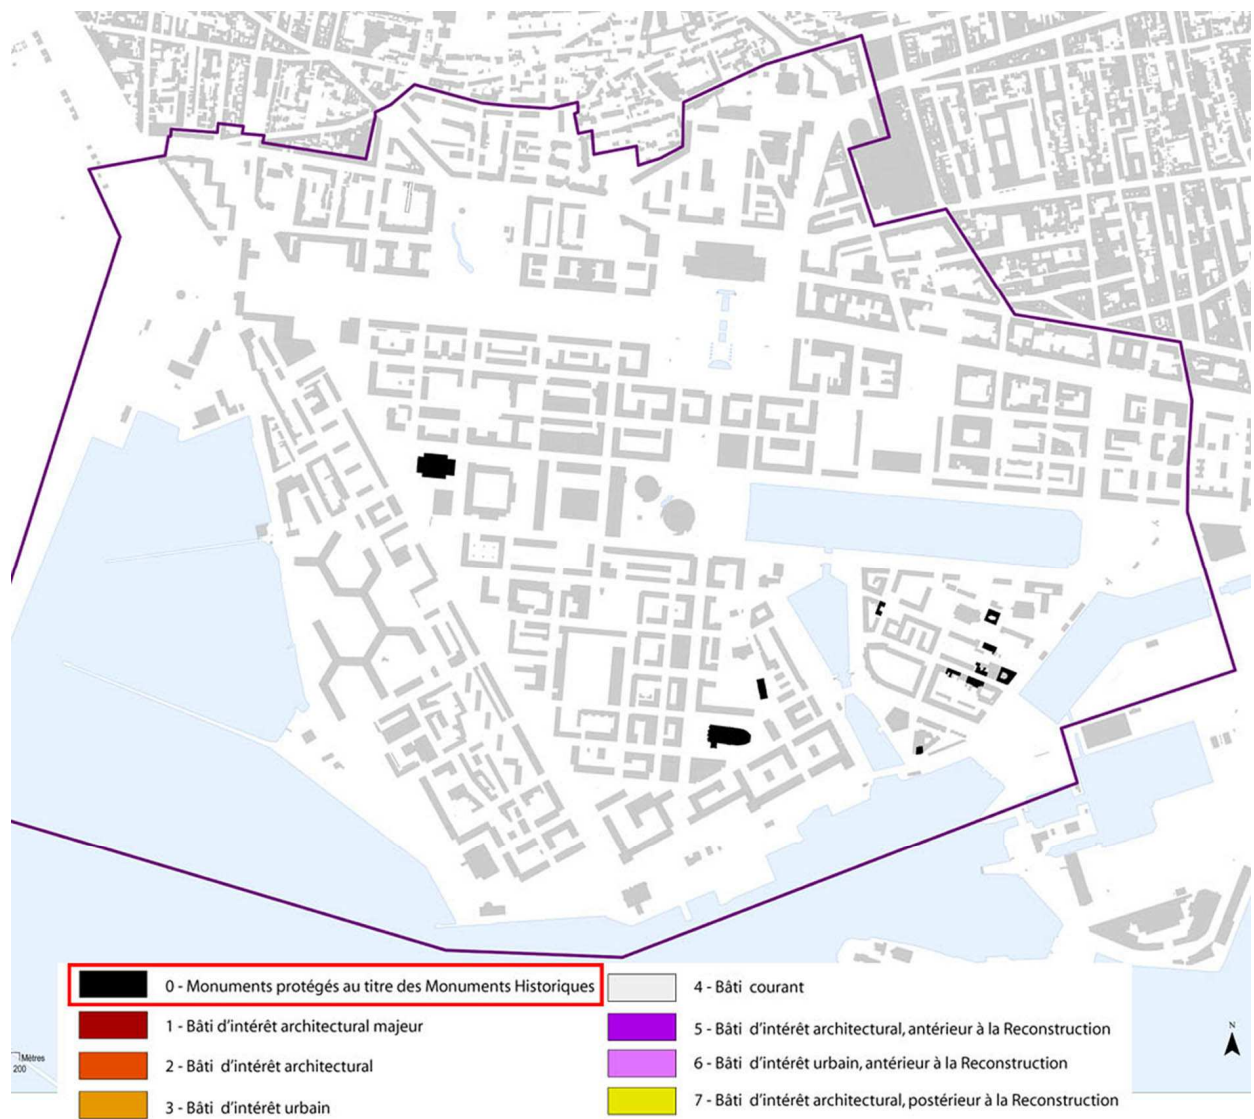 0 - Monuments protégés au titre des Monuments Historiques
1 - Bâti d'intérêt architectural majeur
2 - Bâti d'intérêt architectural
3 - Bâti d'intérêt urbain
4 - Bâti courant
5 - Bâti d'intérêt architectural, antérieur à la Reconstruction
6 - Bâti d'intérêt urbain, antérieur à la Reconstruction
7 - Bâti d'intérêt architectural, postérieur à la Reconstruction
Mètres
200
N